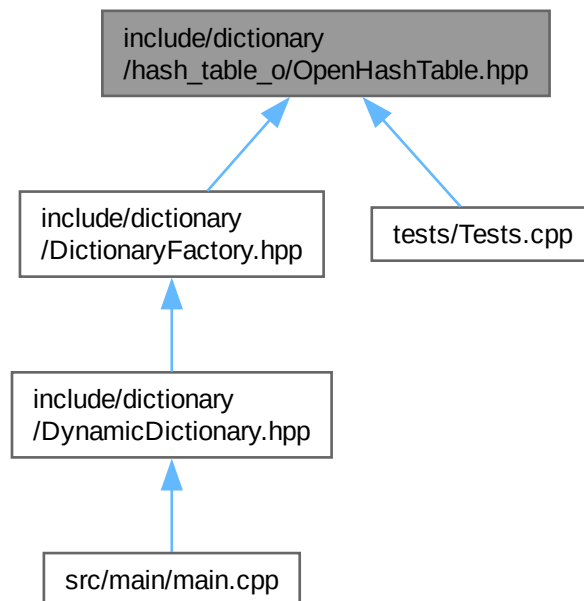 include/dictionary
/hash_table_o/OpenHashTable.hpp
include/dictionary
/DictionaryFactory.hpp
tests/Tests.cpp
include/dictionary
/DynamicDictionary.hpp
src/main/main.cpp